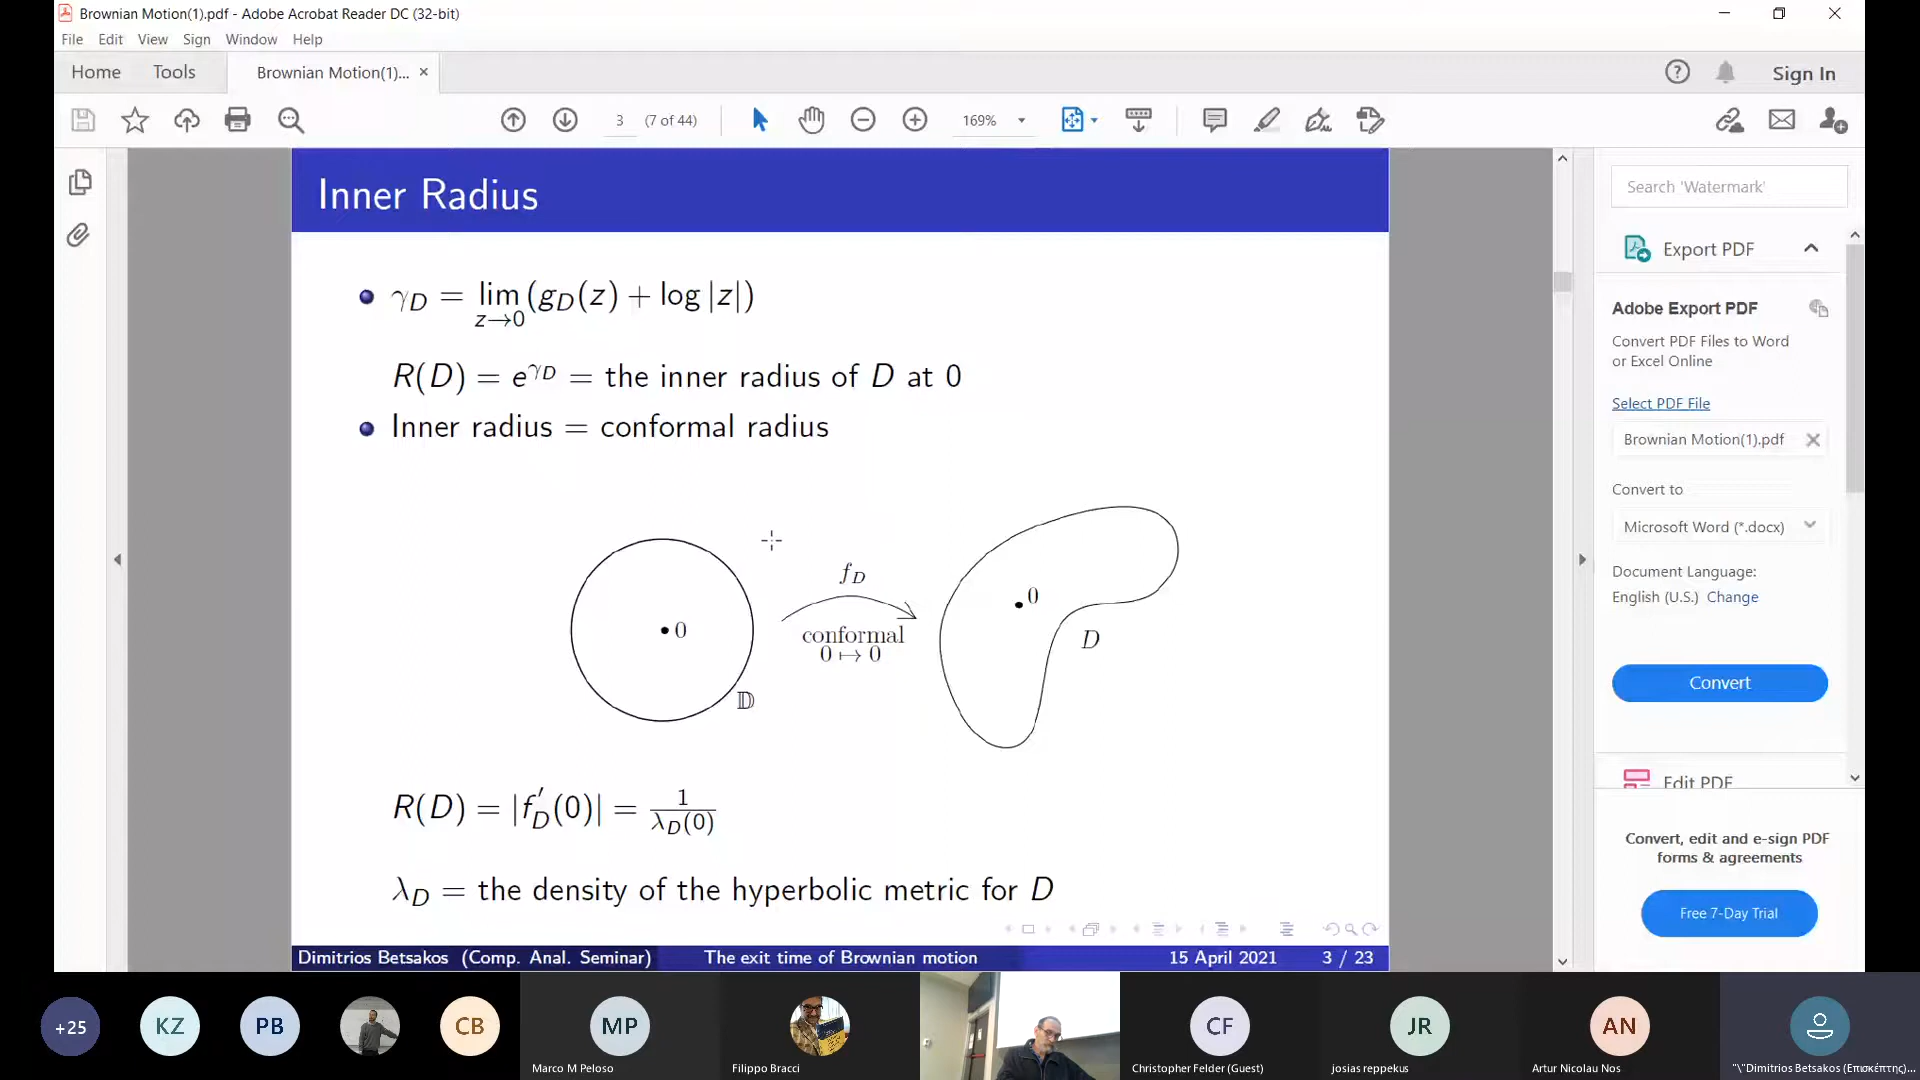 Brownian Motion(1).pdf - Adobe Acrobat Reader DC (32-bit)
File Edit View Sign Window Help
Home Tools Brownian Motion(1)... × Sign In
3 (7 of 44) 169%
Inner Radius
γ_D = lim_{z→0} (g_D(z) + log |z|)
R(D) = e^{γ_D} = the inner radius of D at 0
Inner radius = conformal radius
f_D
conformal
0 ↦ 0
0
𝔻
0
D
R(D) = |f′_D(0)| = 1/λ_D(0)
λ_D = the density of the hyperbolic metric for D
Dimitrios Betsakos (Comp. Anal. Seminar) The exit time of Brownian motion 15 April 2021 3 / 23
Search 'Watermark'
Export PDF
Adobe Export PDF
Convert PDF Files to Word
or Excel Online
Select PDF File
Brownian Motion(1).pdf
Convert to
Microsoft Word (*.docx)
Document Language:
English (U.S.) Change
Convert
Edit PDF
Convert, edit and e-sign PDF
forms & agreements
Free 7-Day Trial
+25 KZ PB CB MP CF JR AN
Marco M Peloso Filippo Bracci Christopher Felder (Guest) josias reppekus Artur Nicolau Nos "\"Dimitrios Betsakos (Επισκέπτης)...